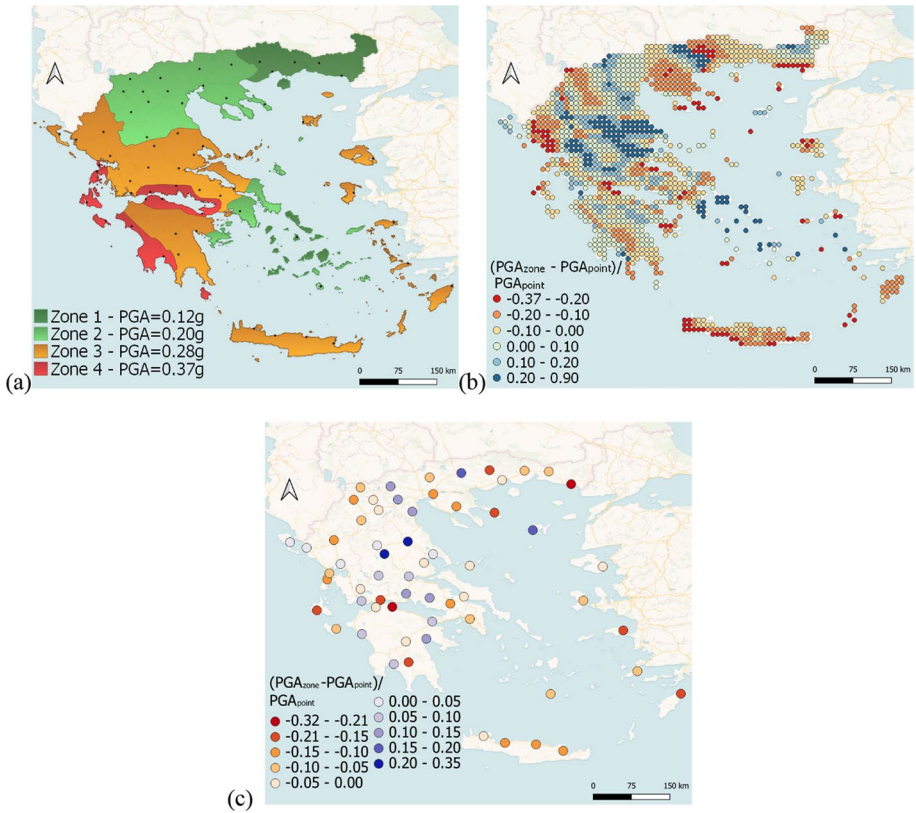 Zone 1 - PGA=0.12g
Zone 2 - PGA=0.20g
Zone 3 - PGA=0.28g
Zone 4 - PGA=0.37g
0 75 150 km
(a)
(PGAzone - PGApoint)/
PGApoint
-0.37 - -0.20
-0.20 - -0.10
-0.10 - 0.00
0.00 - 0.10
0.10 - 0.20
0.20 - 0.90
0 75 150 km
(b)
(PGAzone -PGApoint)/
PGApoint
-0.32 - -0.21
-0.21 - -0.15
-0.15 - -0.10
-0.10 - -0.05
-0.05 - 0.00
0.00 - 0.05
0.05 - 0.10
0.10 - 0.15
0.15 - 0.20
0.20 - 0.35
0 75 150 km
(c)